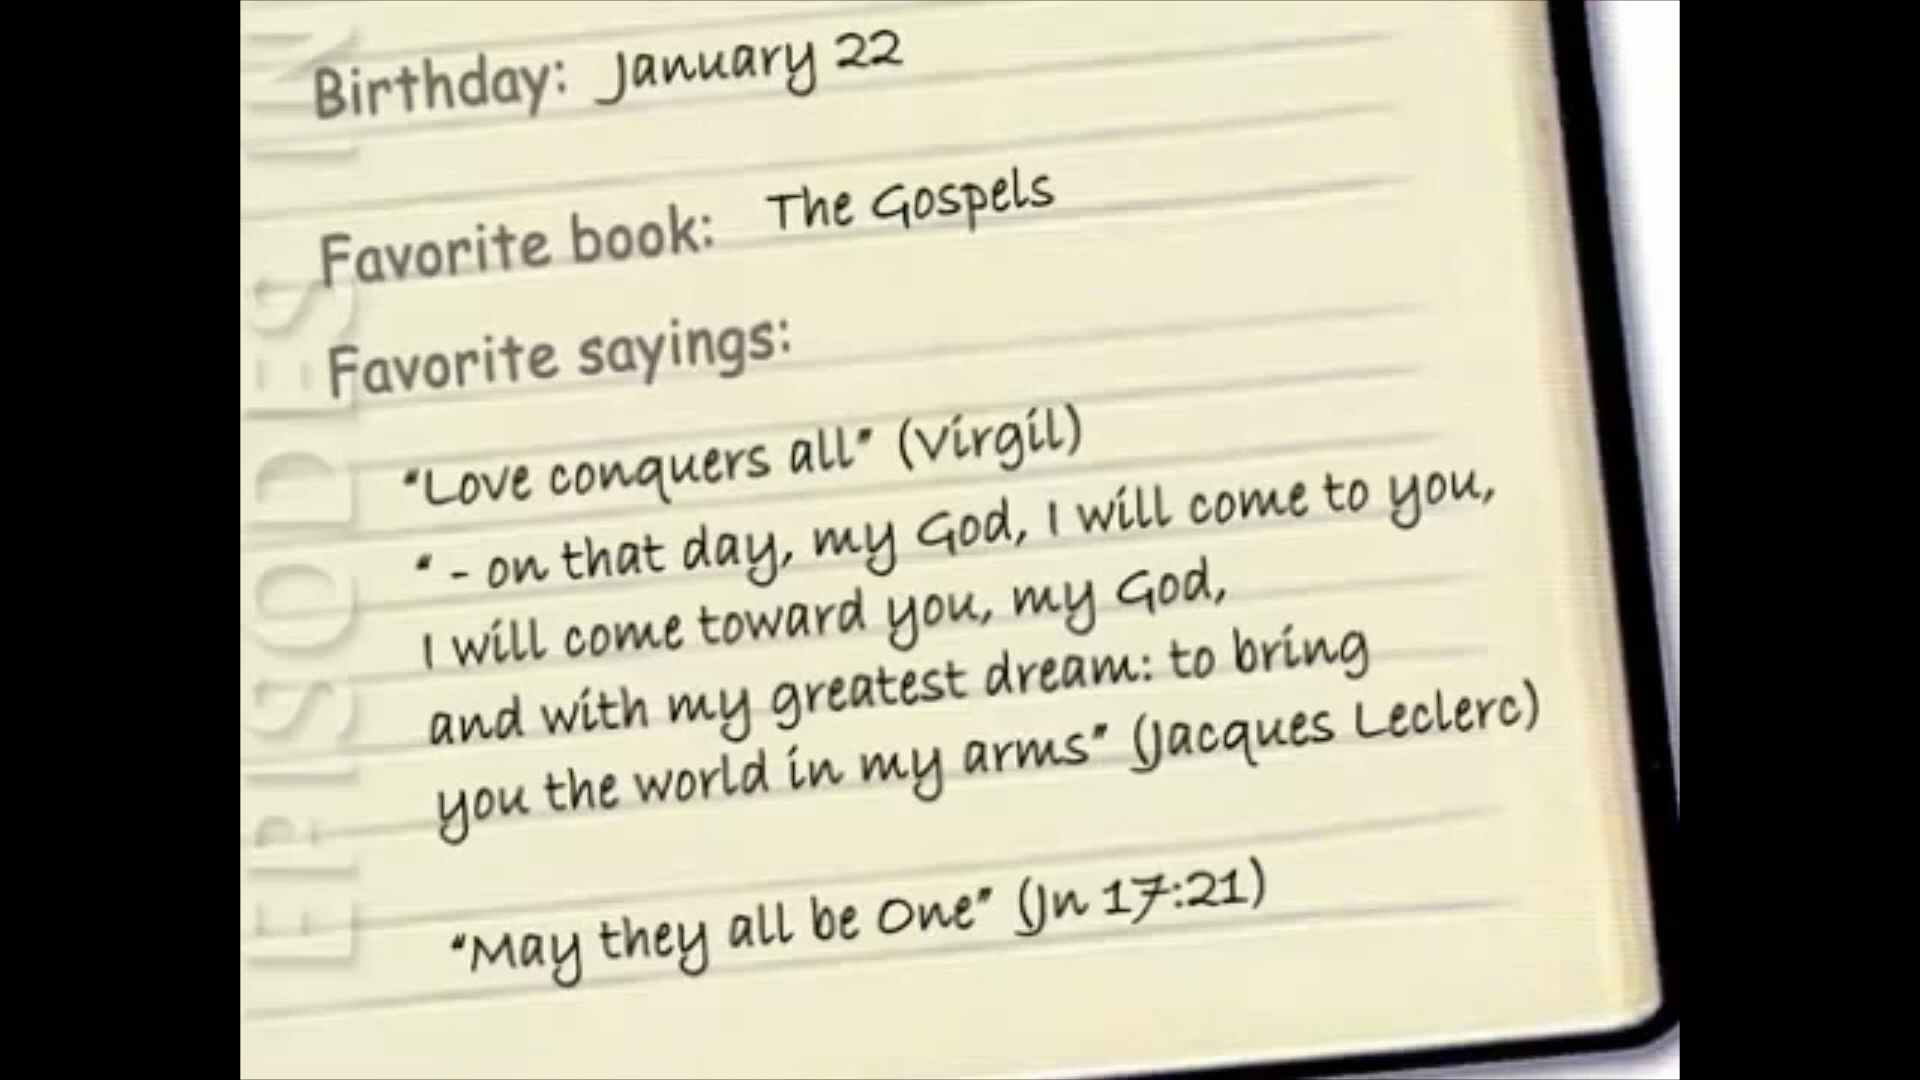 Birthday: January 22
Favorite book: The Gospels
Favorite sayings:
"Love conquers all" (Virgil)
" - on that day, my God, I will come to you,
I will come toward you, my God,
and with my greatest dream: to bring
you the world in my arms" (Jacques Leclerc)
"May they all be One" (Jn 17:21)
EPISODES IN